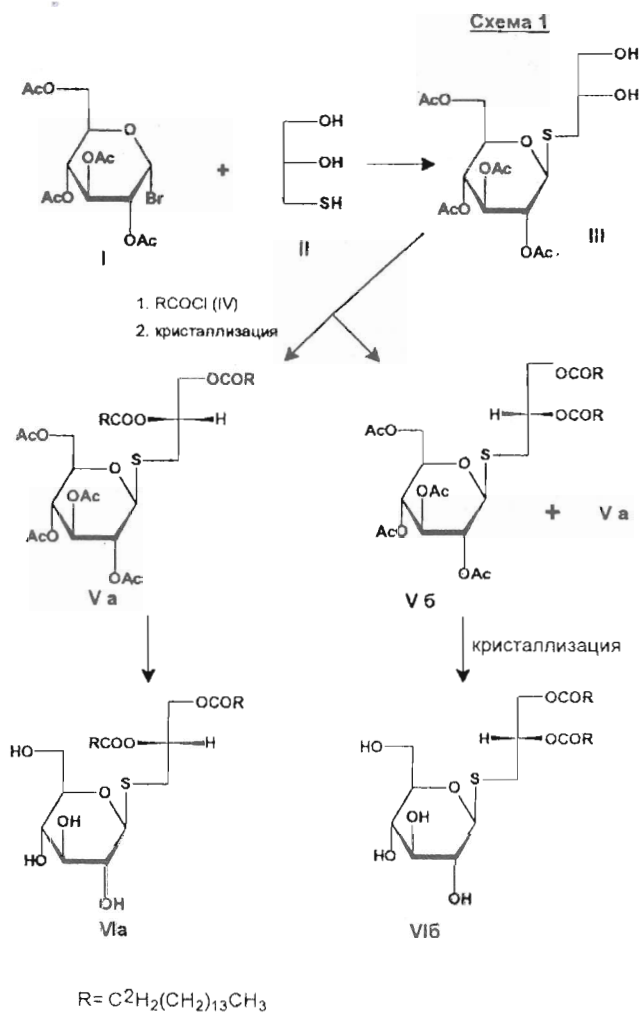 Схема 1
OH
AcO
OH
OH
AcO
O
S
O
OAc
+
OH
OAc
AcO
Br
SH
AcO
OAc
I
II
OAc
III
1. RCOCl (IV)
2. кристаллизация
OCOR
OCOR
RCOO
H
H
OCOR
AcO
S
AcO
S
O
O
OAc
OAc
+ V а
AcO
AcO
OAc
OAc
V а
V б
кристаллизация
OCOR
OCOR
RCOO
H
H
OCOR
HO
S
HO
S
O
O
OH
OH
HO
HO
OH
OH
VIа
VIб
R= C²H₂(CH₂)₁₃CH₃